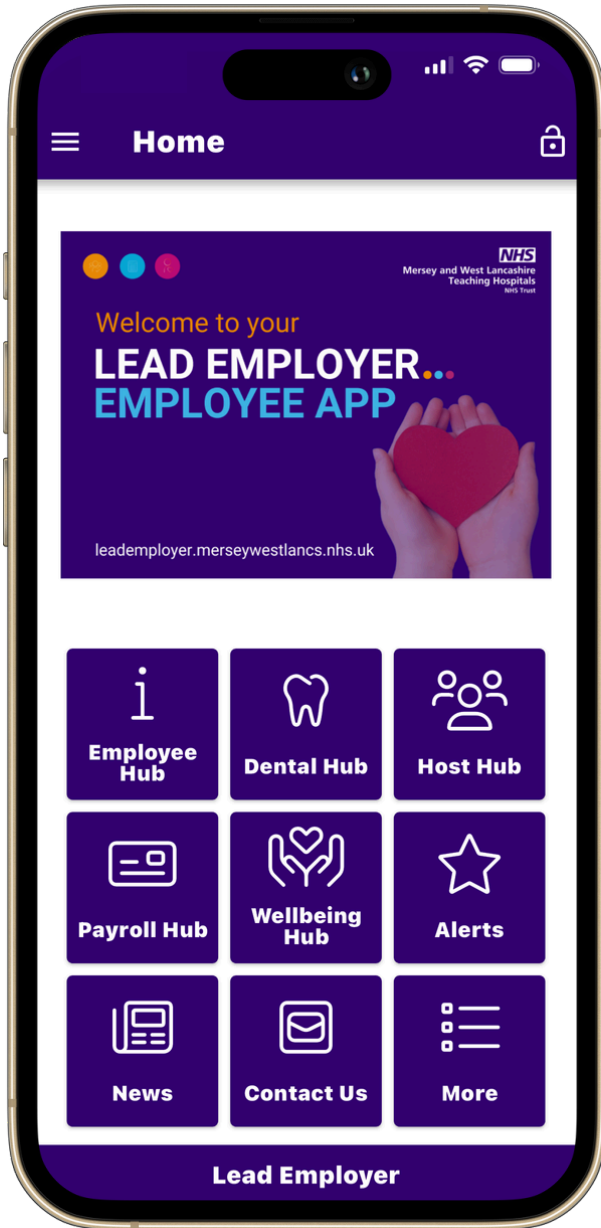 Home
NHS
Mersey and West Lancashire
Teaching Hospitals
NHS Trust
Welcome to your
LEAD EMPLOYER...
EMPLOYEE APP
leademployer.merseywestlancs.nhs.uk
Employee
Hub
Dental Hub
Host Hub
Payroll Hub
Wellbeing
Hub
Alerts
News
Contact Us
More
Lead Employer